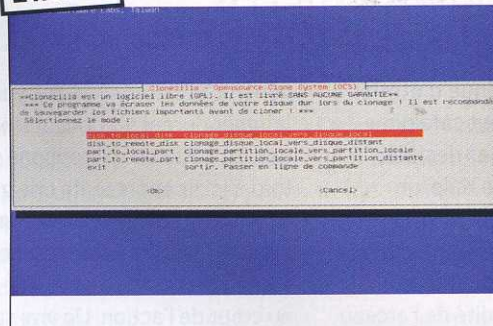 Software Labs, Taiwan
Clonezilla - Opensource Clone System (OCS)
**Clonezilla est un logiciel libre (GPL). Il est livré SANS AUCUNE GARANTIE**
*** Ce programme va écraser les données de votre disque dur lors du clonage ! Il est recommandé
de sauvegarder les fichiers importants avant de cloner ! ***
Sélectionnez le mode :
disk_to_local_disk clonage_disque_local_vers_disque_local
disk_to_remote_disk clonage_disque_local_vers_disque_distant
part_to_local_part clonage_partition_locale_vers_partition_locale
part_to_remote_part clonage_partition_locale_vers_partition_distante
exit sortir. Passer en ligne de commande
<Ok> <Cancel>